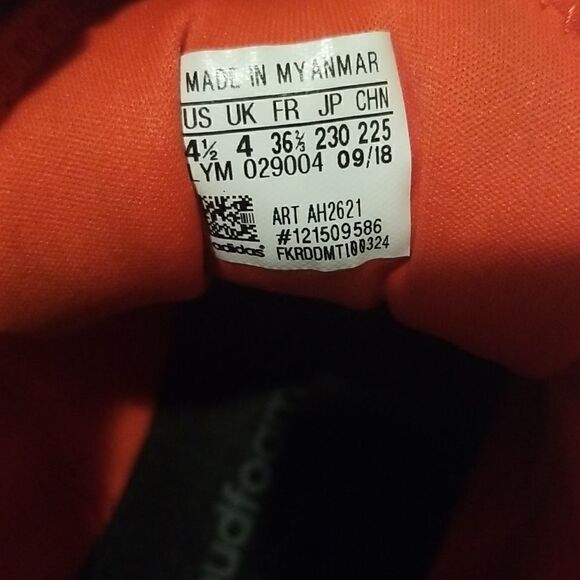 MADE IN MYANMAR
US UK FR JP CHN
4½ 4 36⅔ 230 225
LYM 029004 09/18
ART AH2621
#121509586
adidas FKRDDMT100324